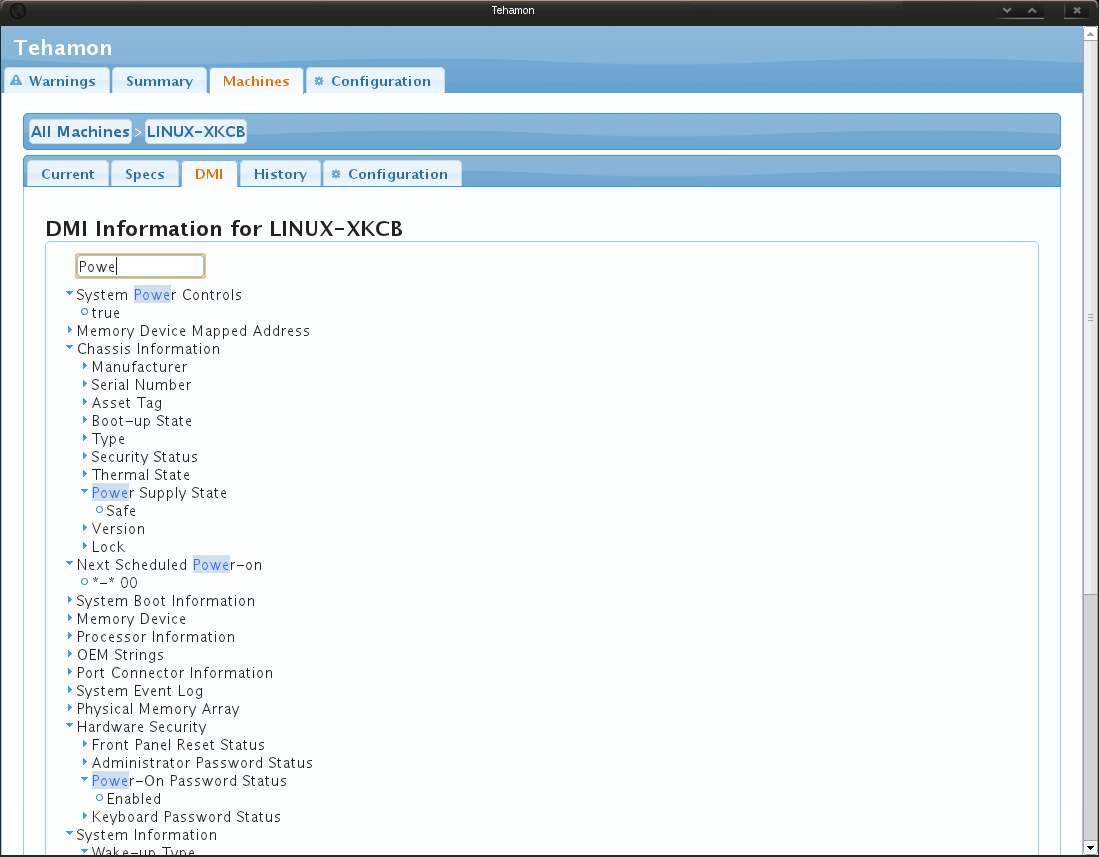 Tehamon
Tehamon
Warnings Summary Machines Configuration
All Machines > LINUX-XKCB
Current Specs DMI History Configuration
DMI Information for LINUX-XKCB
Powe
System Power Controls
true
Memory Device Mapped Address
Chassis Information
Manufacturer
Serial Number
Asset Tag
Boot-up State
Type
Security Status
Thermal State
Power Supply State
Safe
Version
Lock
Next Scheduled Power-on
*-* 00
System Boot Information
Memory Device
Processor Information
OEM Strings
Port Connector Information
System Event Log
Physical Memory Array
Hardware Security
Front Panel Reset Status
Administrator Password Status
Power-On Password Status
Enabled
Keyboard Password Status
System Information
Wake-up Type